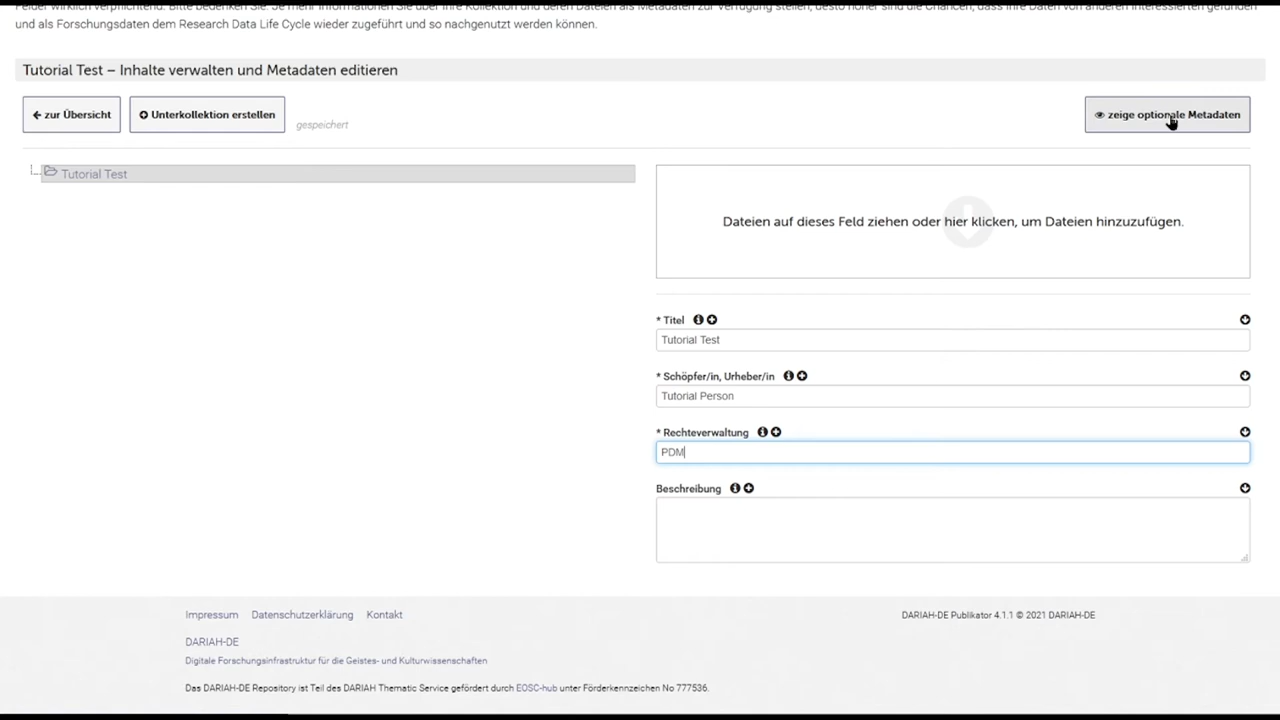 Felder wirklich verpflichtend. Bitte bedenken Sie: Je mehr Informationen Sie über Ihre Kollektion und deren Dateien als Metadaten zur Verfügung stellen, desto höher sind die Chancen, dass Ihre Daten von anderen Interessierten gefunden
und als Forschungsdaten dem Research Data Life Cycle wieder zugeführt und so nachgenutzt werden können.
Tutorial Test – Inhalte verwalten und Metadaten editieren
zur Übersicht
Unterkollektion erstellen
gespeichert
zeige optionale Metadaten
Tutorial Test
Dateien auf dieses Feld ziehen oder hier klicken, um Dateien hinzuzufügen.
* Titel
Tutorial Test
* Schöpfer/in, Urheber/in
Tutorial Person
* Rechteverwaltung
PDM
Beschreibung
Impressum Datenschutzerklärung Kontakt
DARIAH-DE Publikator 4.1.1 © 2021 DARIAH-DE
DARIAH-DE
Digitale Forschungsinfrastruktur für die Geistes- und Kulturwissenschaften
Das DARIAH-DE Repository ist Teil des DARIAH Thematic Service gefördert durch EOSC-hub unter Förderkennzeichen No 777536.